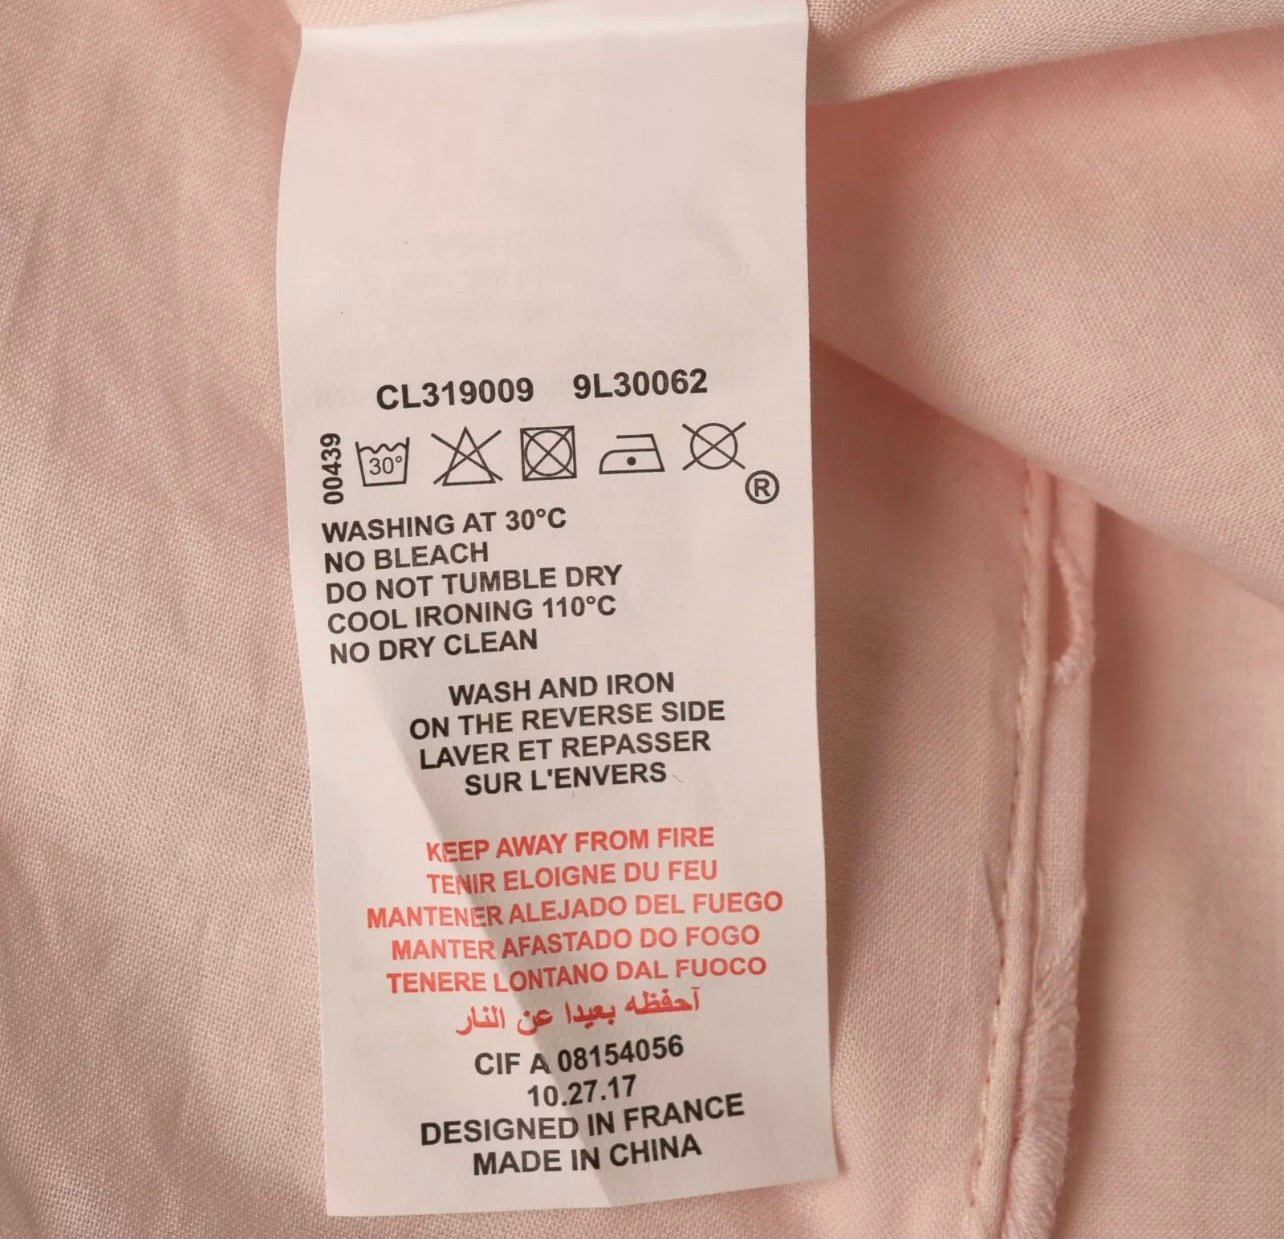 CL319009 9L30062
00439
30°
®
WASHING AT 30°C
NO BLEACH
DO NOT TUMBLE DRY
COOL IRONING 110°C
NO DRY CLEAN
WASH AND IRON
ON THE REVERSE SIDE
LAVER ET REPASSER
SUR L'ENVERS
KEEP AWAY FROM FIRE
TENIR ELOIGNE DU FEU
MANTENER ALEJADO DEL FUEGO
MANTER AFASTADO DO FOGO
TENERE LONTANO DAL FUOCO
آحفظه بعيدا عن النار
CIF A 08154056
10.27.17
DESIGNED IN FRANCE
MADE IN CHINA